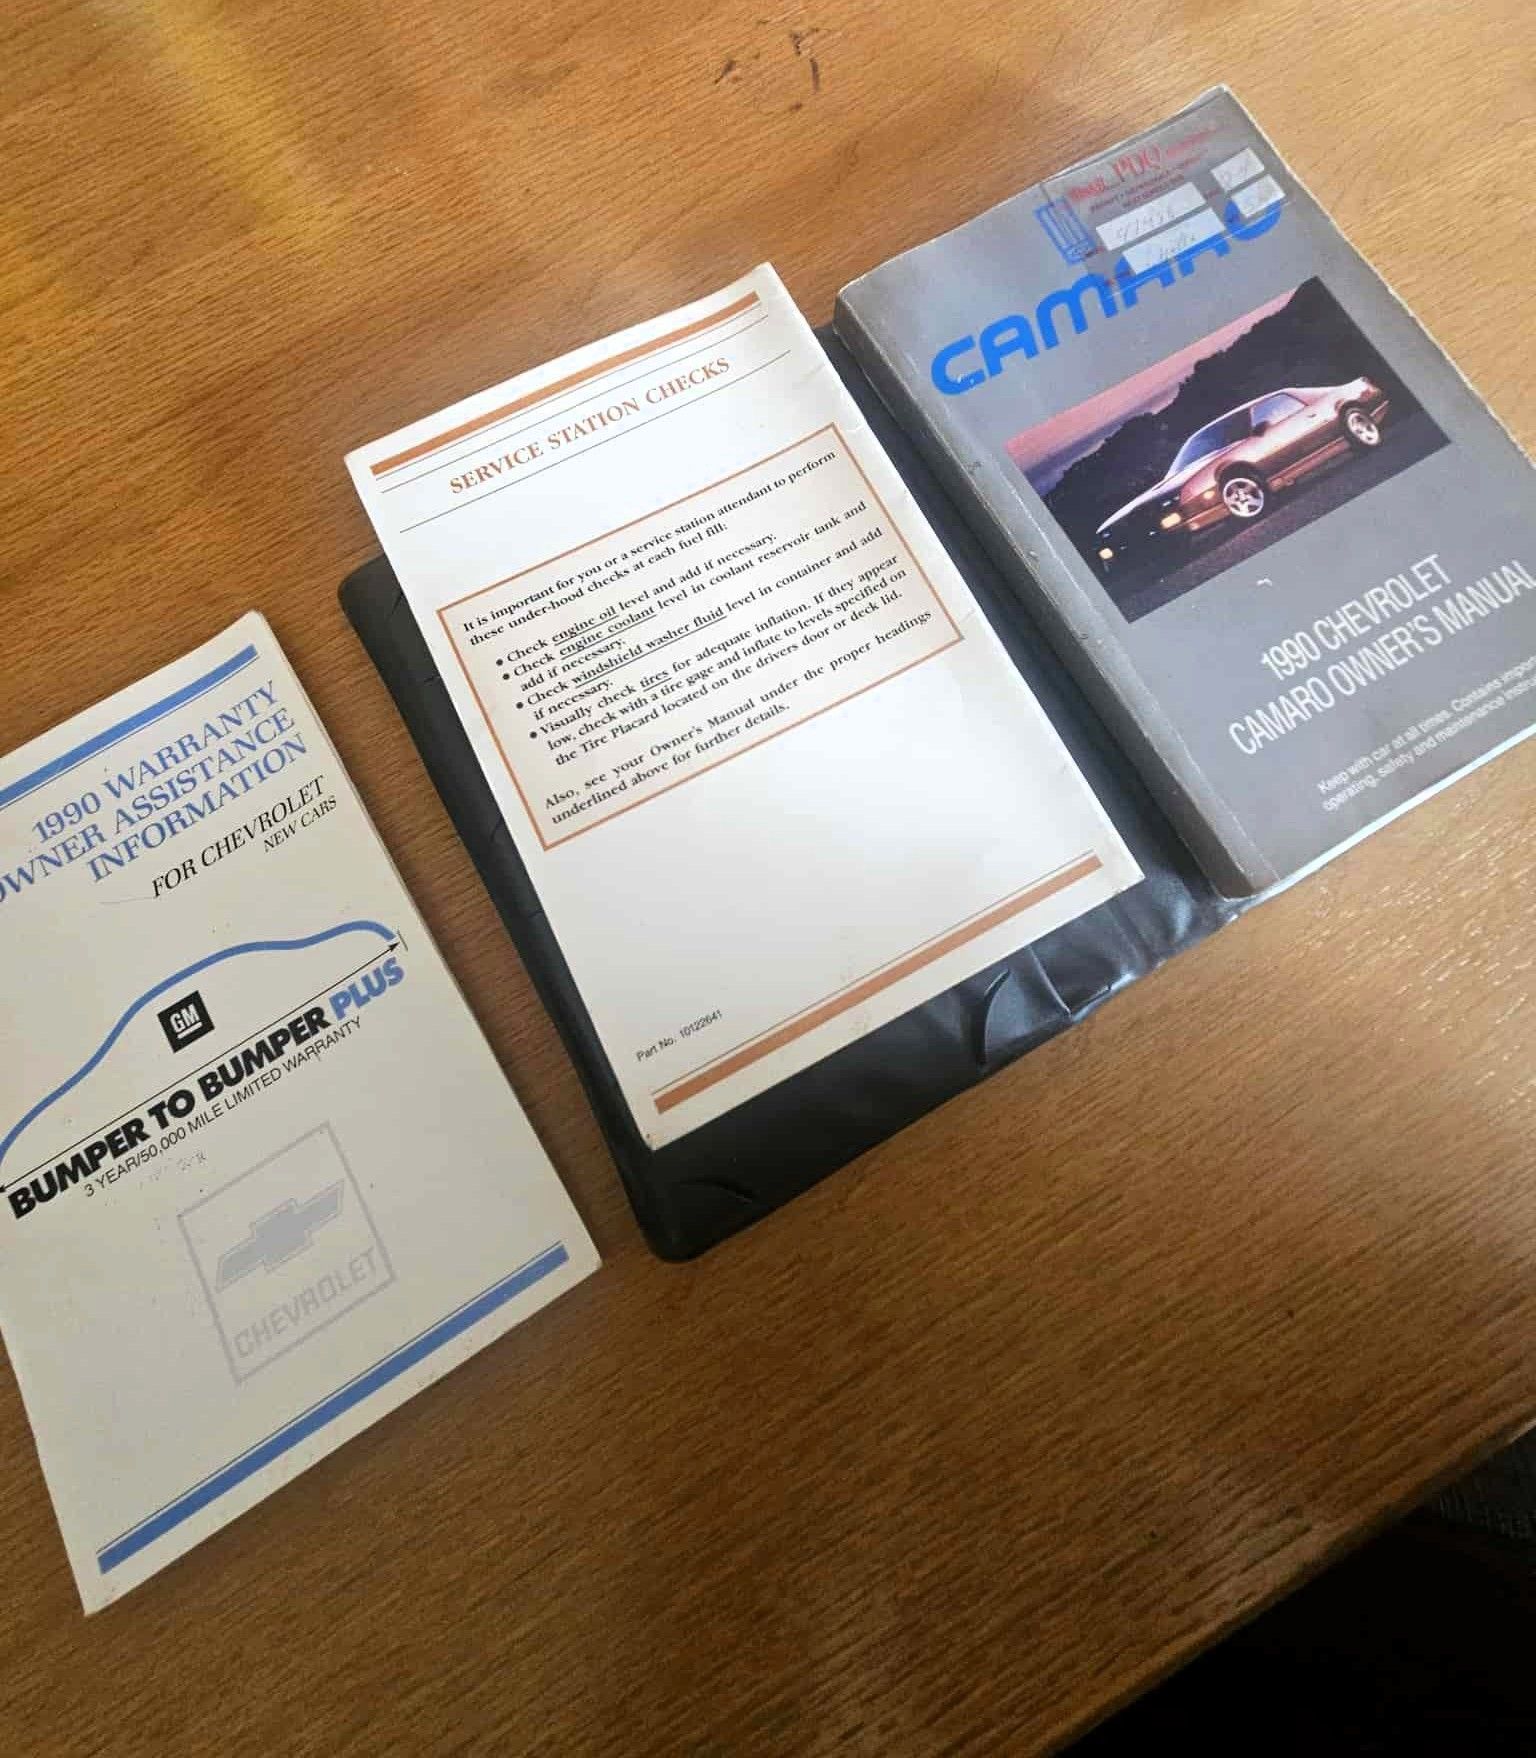 1990 WARRANTY
OWNER ASSISTANCE
INFORMATION
FOR CHEVROLET
NEW CARS
GM
BUMPER TO BUMPER PLUS
3 YEAR/50,000 MILE LIMITED WARRANTY
CHEVROLET
SERVICE STATION CHECKS
It is important for you or a service station attendant to perform
these under-hood checks at each fuel fill:
• Check engine oil level and add if necessary.
• Check engine coolant level in coolant reservoir tank and
add if necessary.
• Check windshield washer fluid level in container and add
if necessary.
• Visually check tires for adequate inflation. If they appear
low, check with a tire gage and inflate to levels specified on
the Tire Placard located on the drivers door or deck lid.
Also, see your Owner's Manual under the proper headings
underlined above for further details.
Part No. 10122641
PDQ
CAMARO
1990 CHEVROLET
CAMARO OWNER'S MANUAL
Keep with car at all times. Contains
operating, safety and maintenance